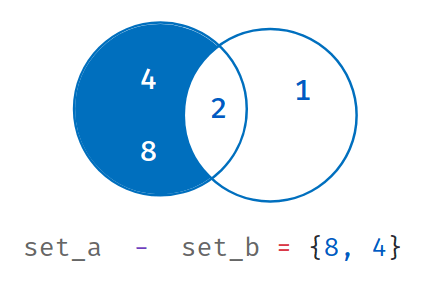 4
2
1
8
set_a - set_b = {8, 4}